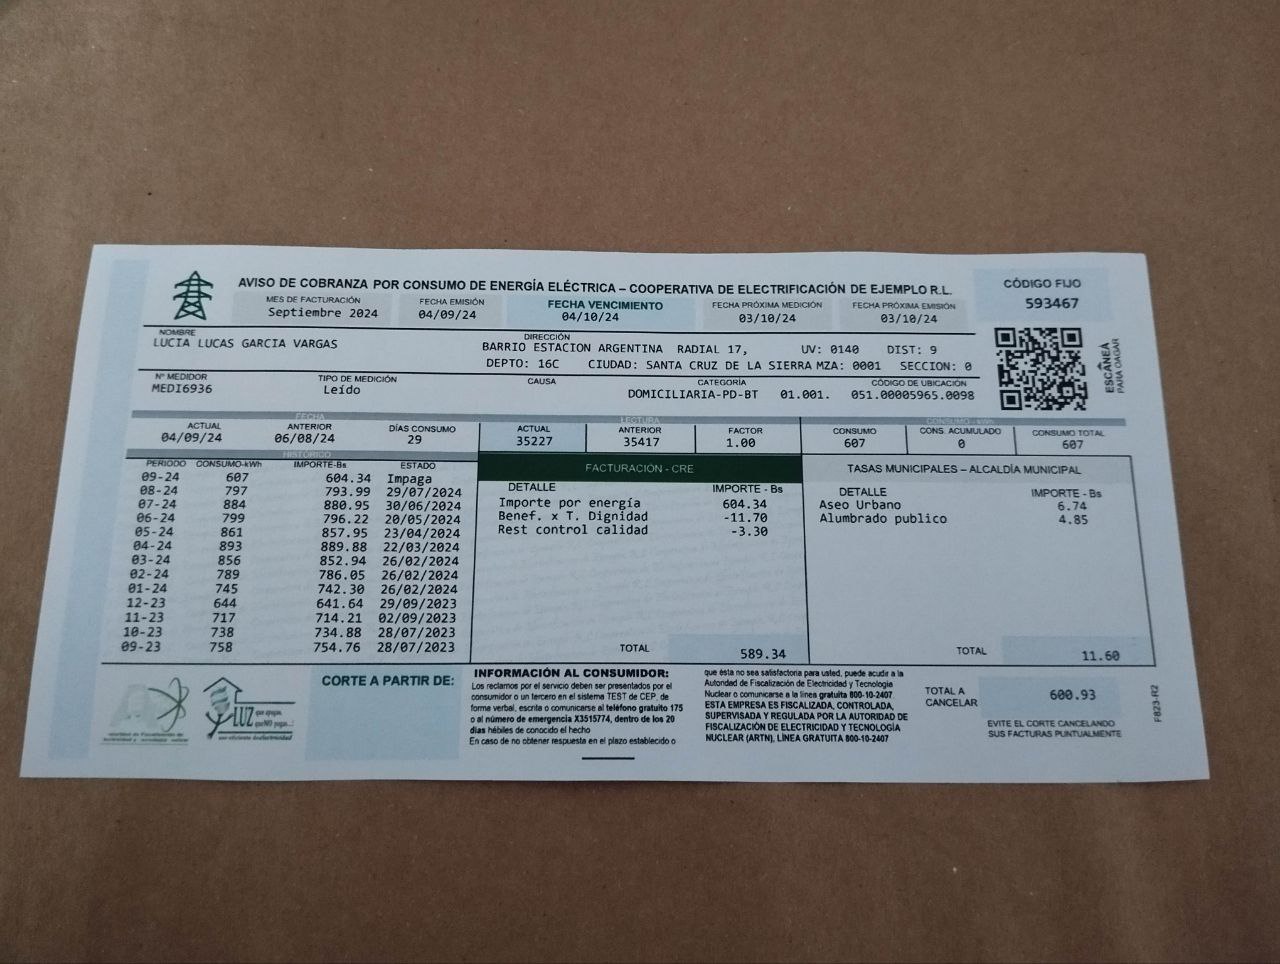 AVISO DE COBRANZA POR CONSUMO DE ENERGÍA ELÉCTRICA – COOPERATIVA DE ELECTRIFICACIÓN DE EJEMPLO R.L.
CÓDIGO FIJO
593467
MES DE FACTURACIÓN FECHA EMISIÓN FECHA VENCIMIENTO FECHA PRÓXIMA MEDICIÓN FECHA PRÓXIMA EMISIÓN
Septiembre 2024 04/09/24 04/10/24 03/10/24 03/10/24
NOMBRE DIRECCIÓN
LUCIA LUCAS GARCIA VARGAS BARRIO ESTACION ARGENTINA RADIAL 17, UV: 0140 DIST: 9
DEPTO: 16C CIUDAD: SANTA CRUZ DE LA SIERRA MZA: 0001 SECCION: 0
ESCANÉA
PARA PAGAR
Nº MEDIDOR TIPO DE MEDICIÓN CAUSA CATEGORÍA CÓDIGO DE UBICACIÓN
MEDI6936 Leído DOMICILIARIA-PD-BT 01.001. 051.00005965.0098
FECHA LECTURA CONSUMO - kWh
ACTUAL ANTERIOR DÍAS CONSUMO ACTUAL ANTERIOR FACTOR CONSUMO CONS. ACUMULADO CONSUMO TOTAL
04/09/24 06/08/24 29 35227 35417 1.00 607 0 607
HISTÓRICO
PERIODO CONSUMO-kWh IMPORTE-Bs ESTADO
09-24 607 604.34 Impaga
08-24 797 793.99 29/07/2024
07-24 884 880.95 30/06/2024
06-24 799 796.22 20/05/2024
05-24 861 857.95 23/04/2024
04-24 893 889.88 22/03/2024
03-24 856 852.94 26/02/2024
02-24 789 786.05 26/02/2024
01-24 745 742.30 26/02/2024
12-23 644 641.64 29/09/2023
11-23 717 714.21 02/09/2023
10-23 738 734.88 28/07/2023
09-23 758 754.76 28/07/2023
FACTURACIÓN - CRE
DETALLE IMPORTE - Bs
Importe por energía 604.34
Benef. x T. Dignidad -11.70
Rest control calidad -3.30
TOTAL 589.34
TASAS MUNICIPALES – ALCALDÍA MUNICIPAL
DETALLE IMPORTE - Bs
Aseo Urbano 6.74
Alumbrado publico 4.85
TOTAL 11.60
LUZ que apagas,
luz que NO pagas...!
CORTE A PARTIR DE:
INFORMACIÓN AL CONSUMIDOR:
Los reclamos por el servicio deben ser presentados por el
consumidor o un tercero en el sistema TEST de CEP, de
forma verbal, escrita o comunicarse al teléfono gratuito 175
o al número de emergencia X3515774, dentro de los 20
días hábiles de conocido el hecho
En caso de no obtener respuesta en el plazo establecido o
que ésta no sea satisfactoria para usted, puede acudir a la
Autoridad de Fiscalización de Electricidad y Tecnología
Nuclear o comunicarse a la línea gratuita 800-10-2407.
ESTA EMPRESA ES FISCALIZADA, CONTROLADA,
SUPERVISADA Y REGULADA POR LA AUTORIDAD DE
FISCALIZACIÓN DE ELECTRICIDAD Y TECNOLOGÍA
NUCLEAR (ARTN), LÍNEA GRATUITA 800-10-2407
TOTAL A
CANCELAR
600.93
EVITE EL CORTE CANCELANDO
SUS FACTURAS PUNTUALMENTE
F823-R2